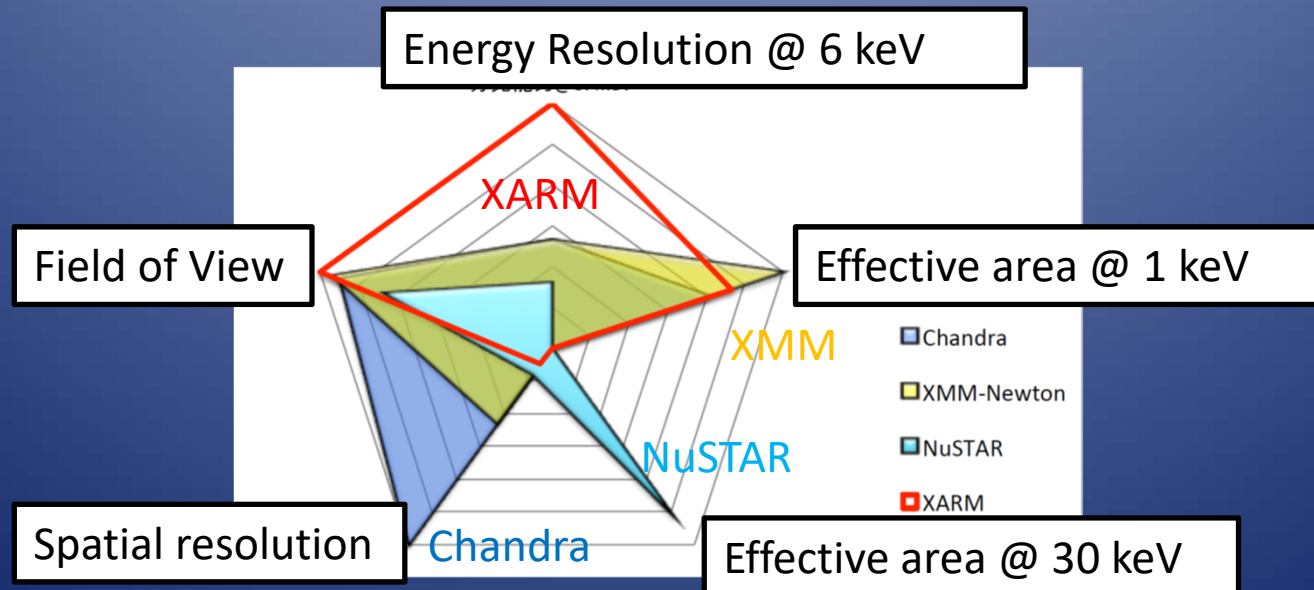 Energy Resolution @ 6 keV
XARM
Field of View
Effective area @ 1 keV
XMM
Chandra
XMM-Newton
NuSTAR
XARM
NuSTAR
Spatial resolution
Chandra
Effective area @ 30 keV